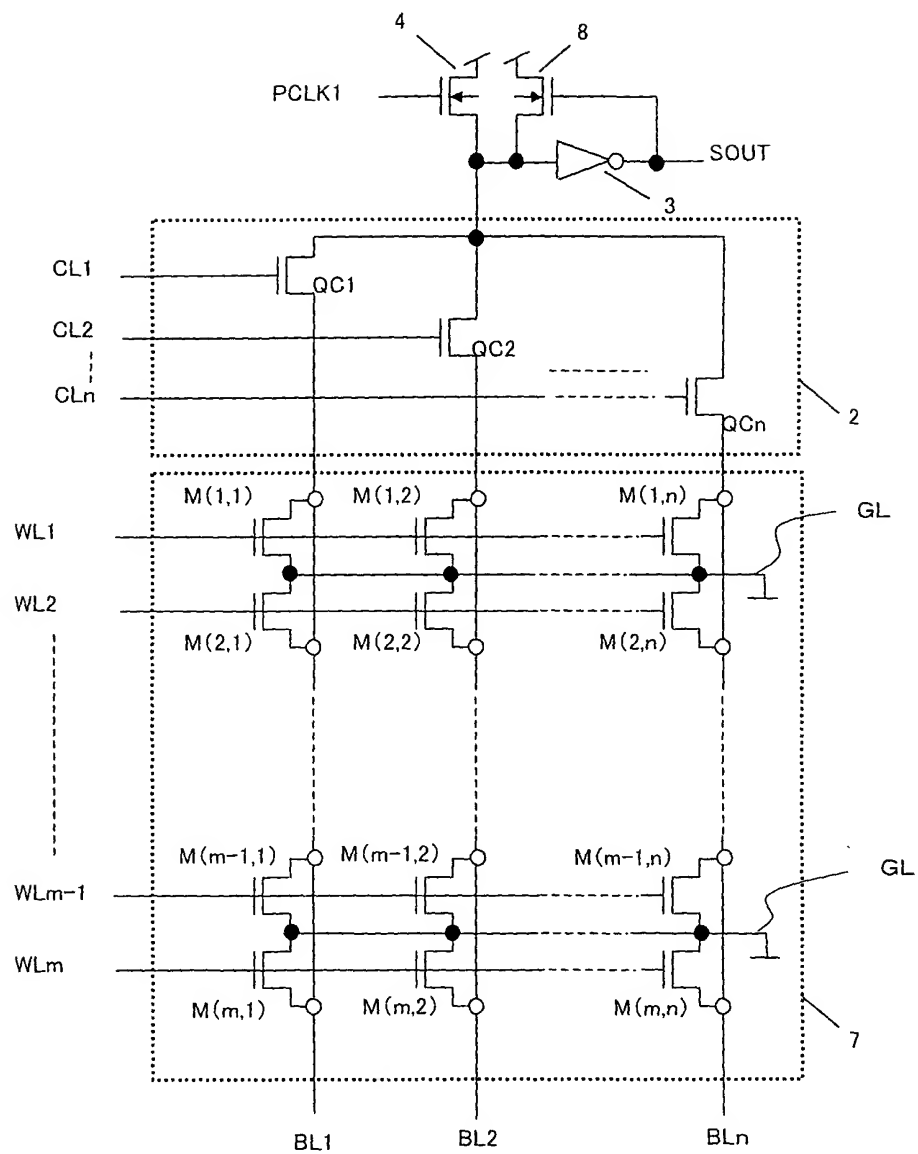 4
8
PCLK1
SOUT
3
CL1
QC1
CL2
QC2
CLn
QCn
2
M(1,1)
M(1,2)
M(1,n)
GL
WL1
WL2
M(2,1)
M(2,2)
M(2,n)
M(m-1,1)
M(m-1,2)
M(m-1,n)
GL
WLm-1
WLm
M(m,1)
M(m,2)
M(m,n)
7
BL1
BL2
BLn